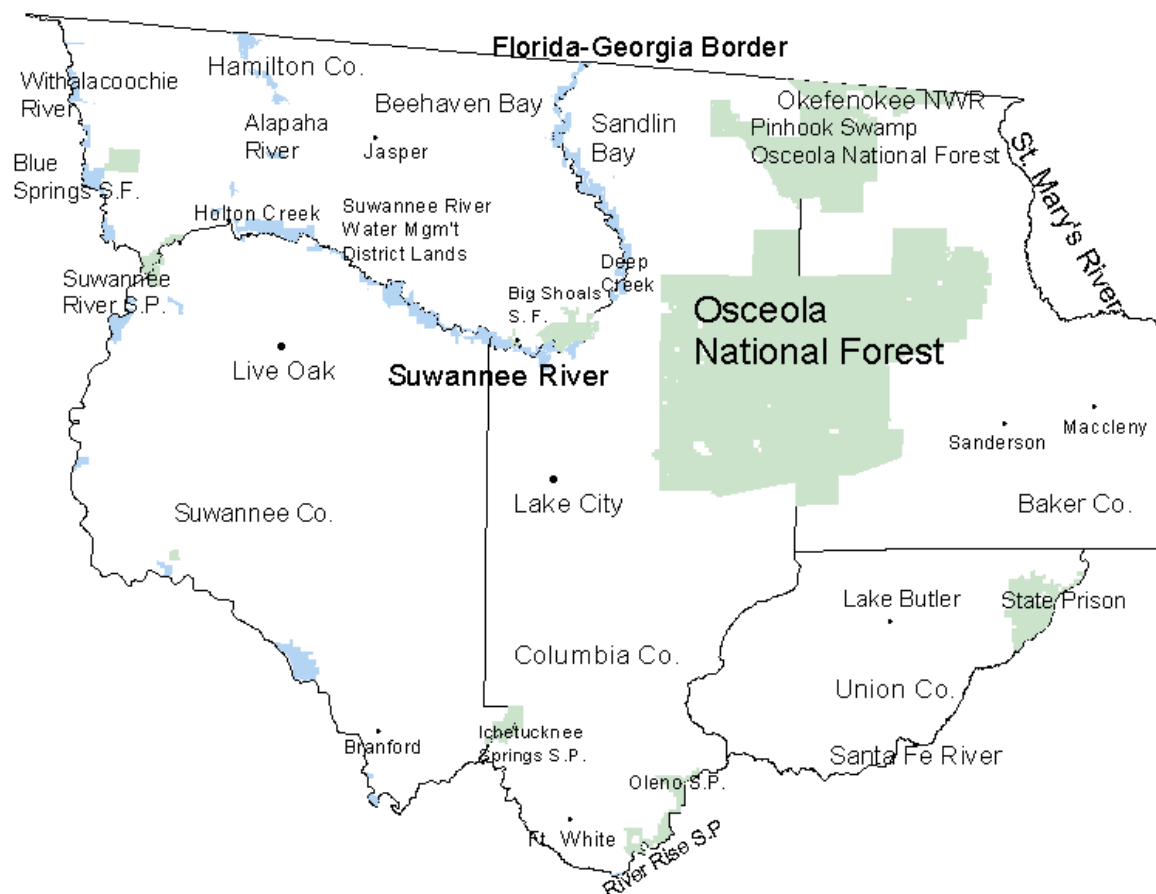 Florida-Georgia Border
Hamilton Co.
Withalacoochie
River
Beehaven Bay
Okefenokee NWR
Pinhook Swamp
Osceola National Forest
Alapaha
River
Sandlin
Bay
Jasper
St. Mary's River
Blue
Springs S.F.
Holton Creek
Suwannee River
Water Mgm't
District Lands
Deep
Creek
Suwannee
River S.P.
Big Shoals
S. F.
Osceola
National Forest
Live Oak
Suwannee River
Maccleny
Sanderson
Lake City
Suwannee Co.
Baker Co.
Lake Butler
State Prison
Columbia Co.
Union Co.
Branford
Ichetucknee
Springs S.P.
Santa Fe River
Oleno S.P.
Ft. White
River Rise S.P